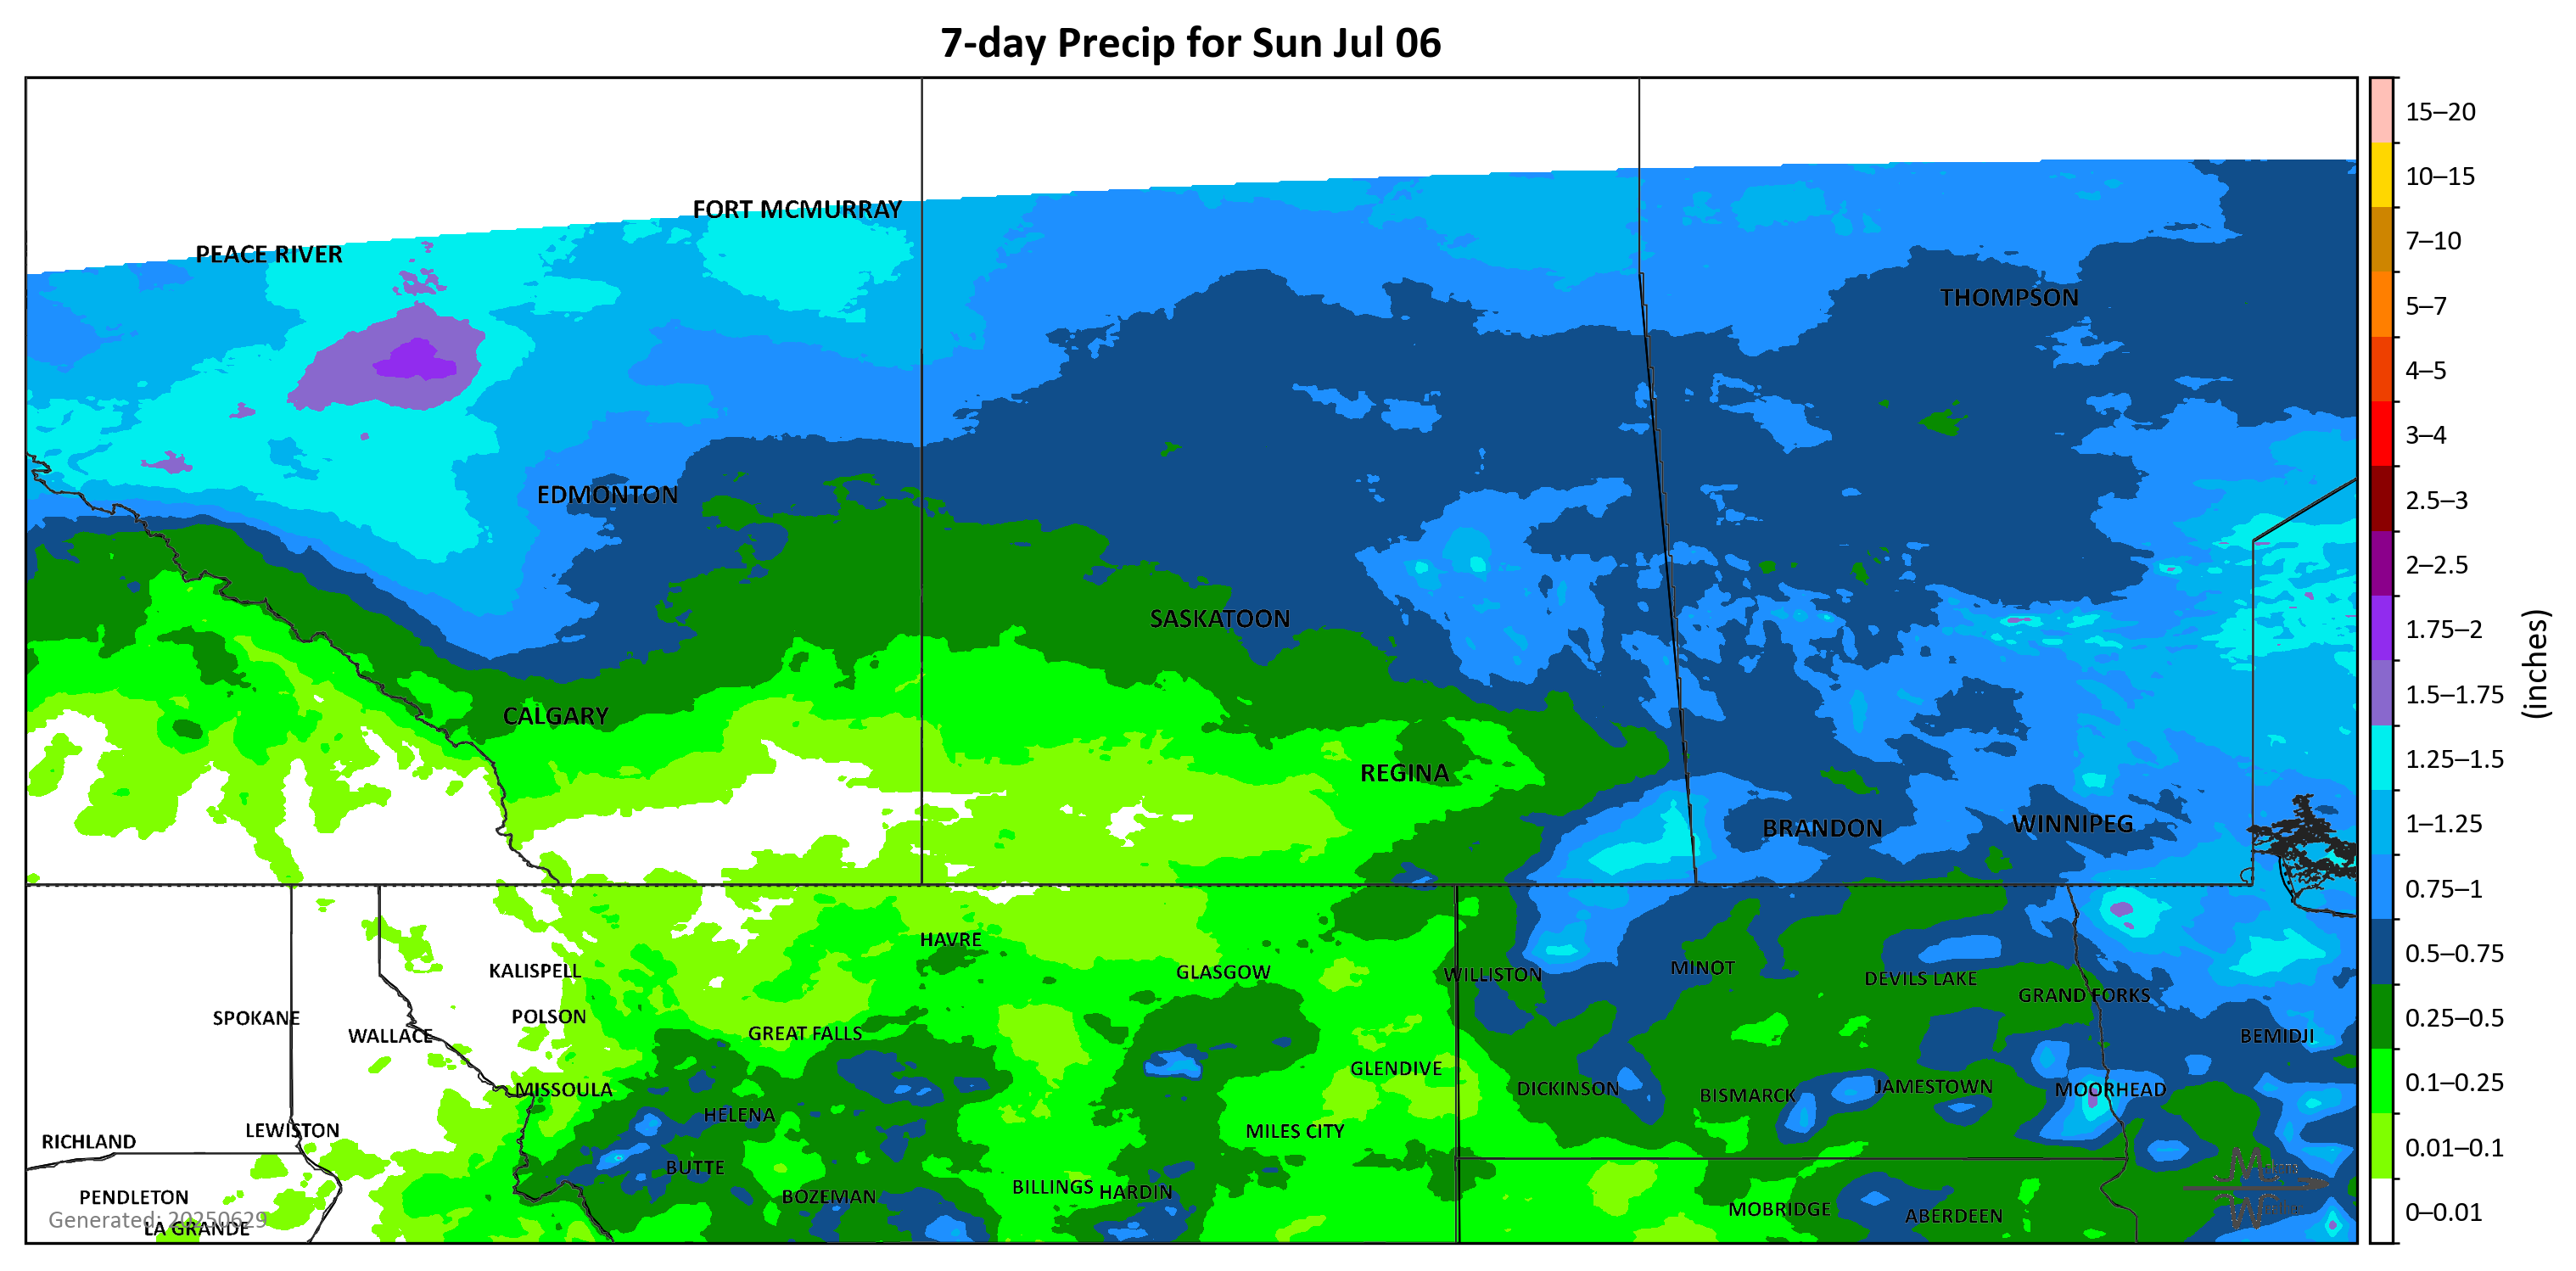 7-day Precip for Sun Jul 06
15–20
10–15
7–10
5–7
4–5
3–4
2.5–3
2–2.5
1.75–2
1.5–1.75
1.25–1.5
1–1.25
0.75–1
0.5–0.75
0.25–0.5
0.1–0.25
0.01–0.1
0–0.01
(inches)
FORT MCMURRAY
PEACE RIVER
THOMPSON
EDMONTON
SASKATOON
CALGARY
REGINA
BRANDON
WINNIPEG
HAVRE
KALISPELL
GLASGOW
WILLISTON
MINOT
DEVILS LAKE
GRAND FORKS
SPOKANE
POLSON
WALLACE
GREAT FALLS
BEMIDJI
GLENDIVE
MISSOULA
DICKINSON
BISMARCK
JAMESTOWN
MOORHEAD
HELENA
RICHLAND
LEWISTON
MILES CITY
BUTTE
PENDLETON
BOZEMAN
BILLINGS
HARDIN
MOBRIDGE
ABERDEEN
Generated: 20250629
LA GRANDE